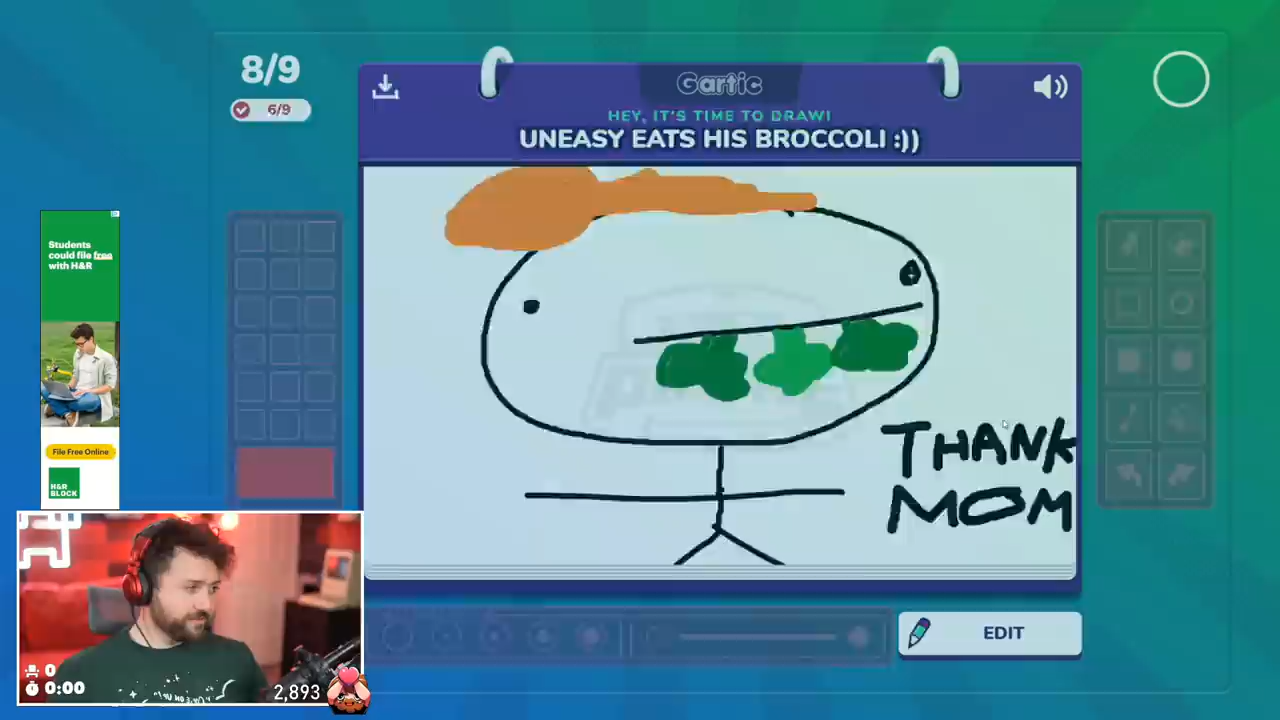 8/9
6/9
Gartic
HEY, IT'S TIME TO DRAW!
UNEASY EATS HIS BROCCOLI :))
THANK
MOM
EDIT
Students
could file free
with H&R
File Free Online
H&R
BLOCK
0
0:00
2,893